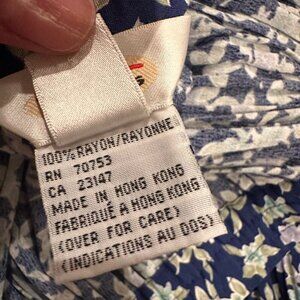 100% RAYON/RAYONNE
RN 70753
CA 23147
MADE IN HONG KONG
FABRIQUÉ A HONG KONG
(OVER FOR CARE)
(INDICATIONS AU DOS)